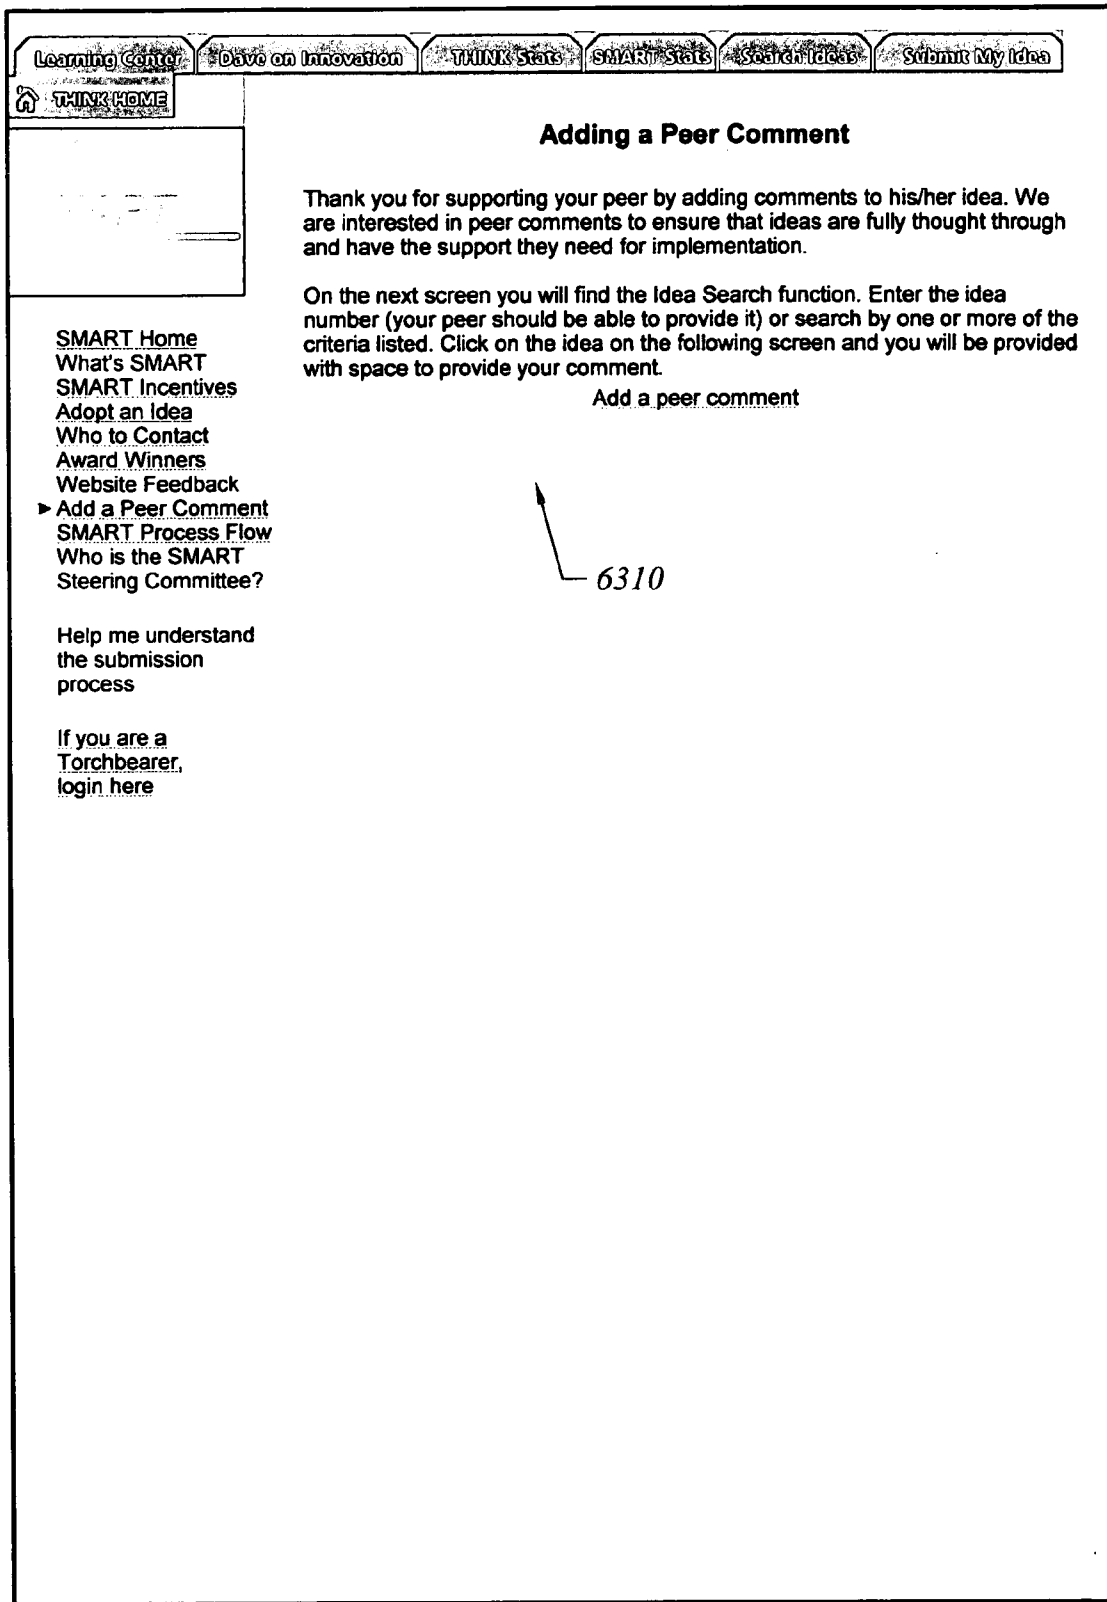 Learning Center Dave on Innovation THINK Stats SMART Stats Search Ideas Submit My Idea
THINK HOME
Adding a Peer Comment
Thank you for supporting your peer by adding comments to his/her idea. We
are interested in peer comments to ensure that ideas are fully thought through
and have the support they need for implementation.
On the next screen you will find the Idea Search function. Enter the idea
number (your peer should be able to provide it) or search by one or more of the
criteria listed. Click on the idea on the following screen and you will be provided
with space to provide your comment.
Add a peer comment
SMART Home
What's SMART
SMART Incentives
Adopt an Idea
Who to Contact
Award Winners
Website Feedback
Add a Peer Comment
SMART Process Flow
Who is the SMART
Steering Committee?
Help me understand
the submission
process
If you are a
Torchbearer,
login here
6310